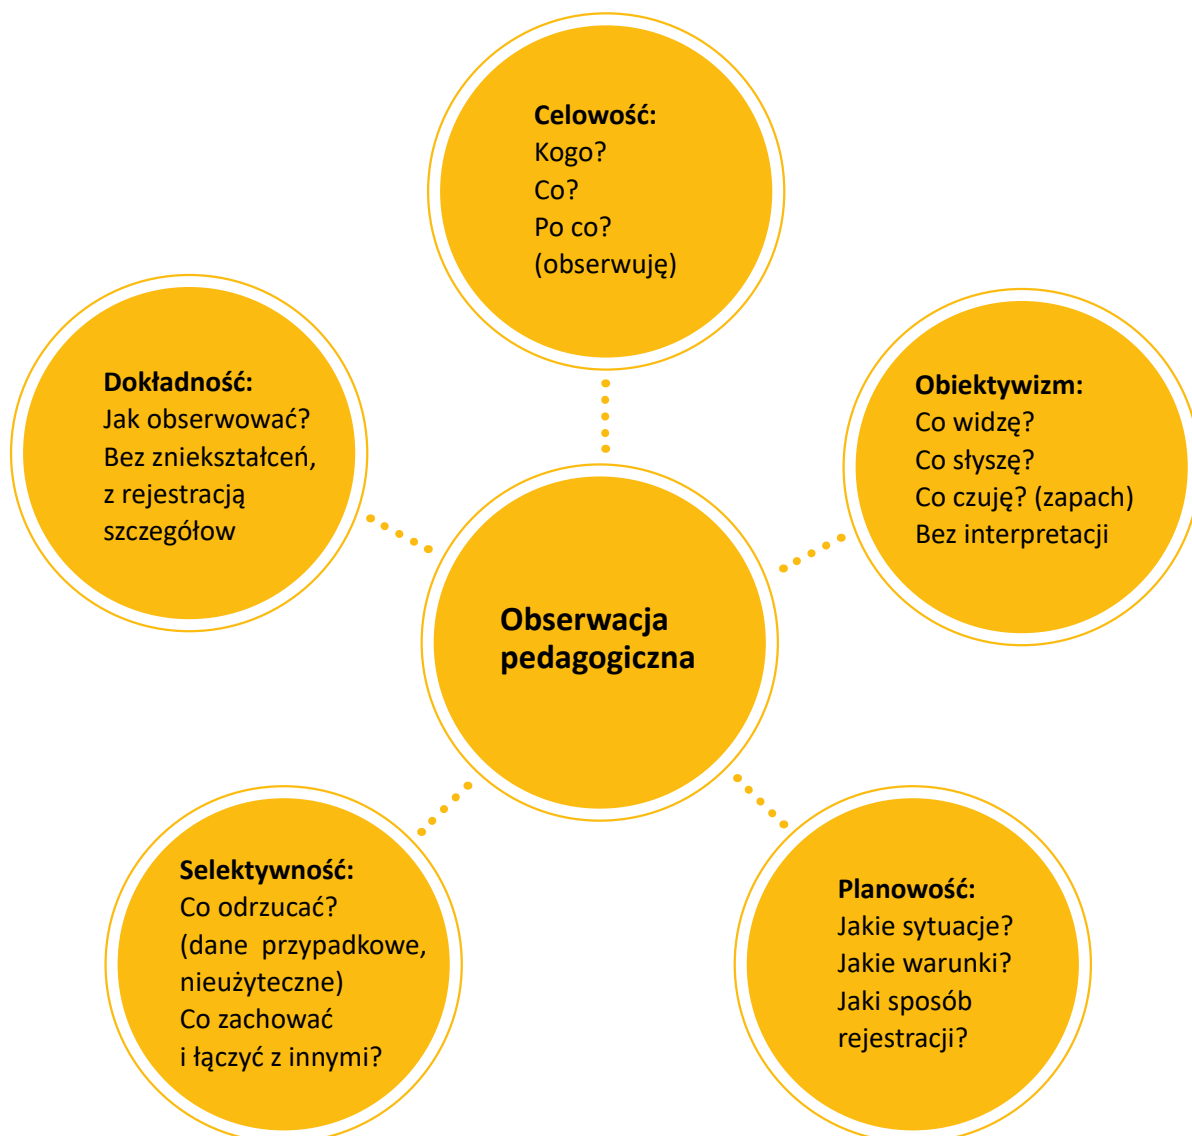 Celowość:
Kogo?
Co?
Po co?
(obserwuję)
Dokładność:
Jak obserwować?
Bez zniekształceń,
z rejestracją
szczegółow
Obiektywizm:
Co widzę?
Co słyszę?
Co czuję? (zapach)
Bez interpretacji
Obserwacja
pedagogiczna
Selektywność:
Co odrzucać?
(dane przypadkowe,
nieużyteczne)
Co zachować
i łączyć z innymi?
Planowość:
Jakie sytuacje?
Jakie warunki?
Jaki sposób
rejestracji?